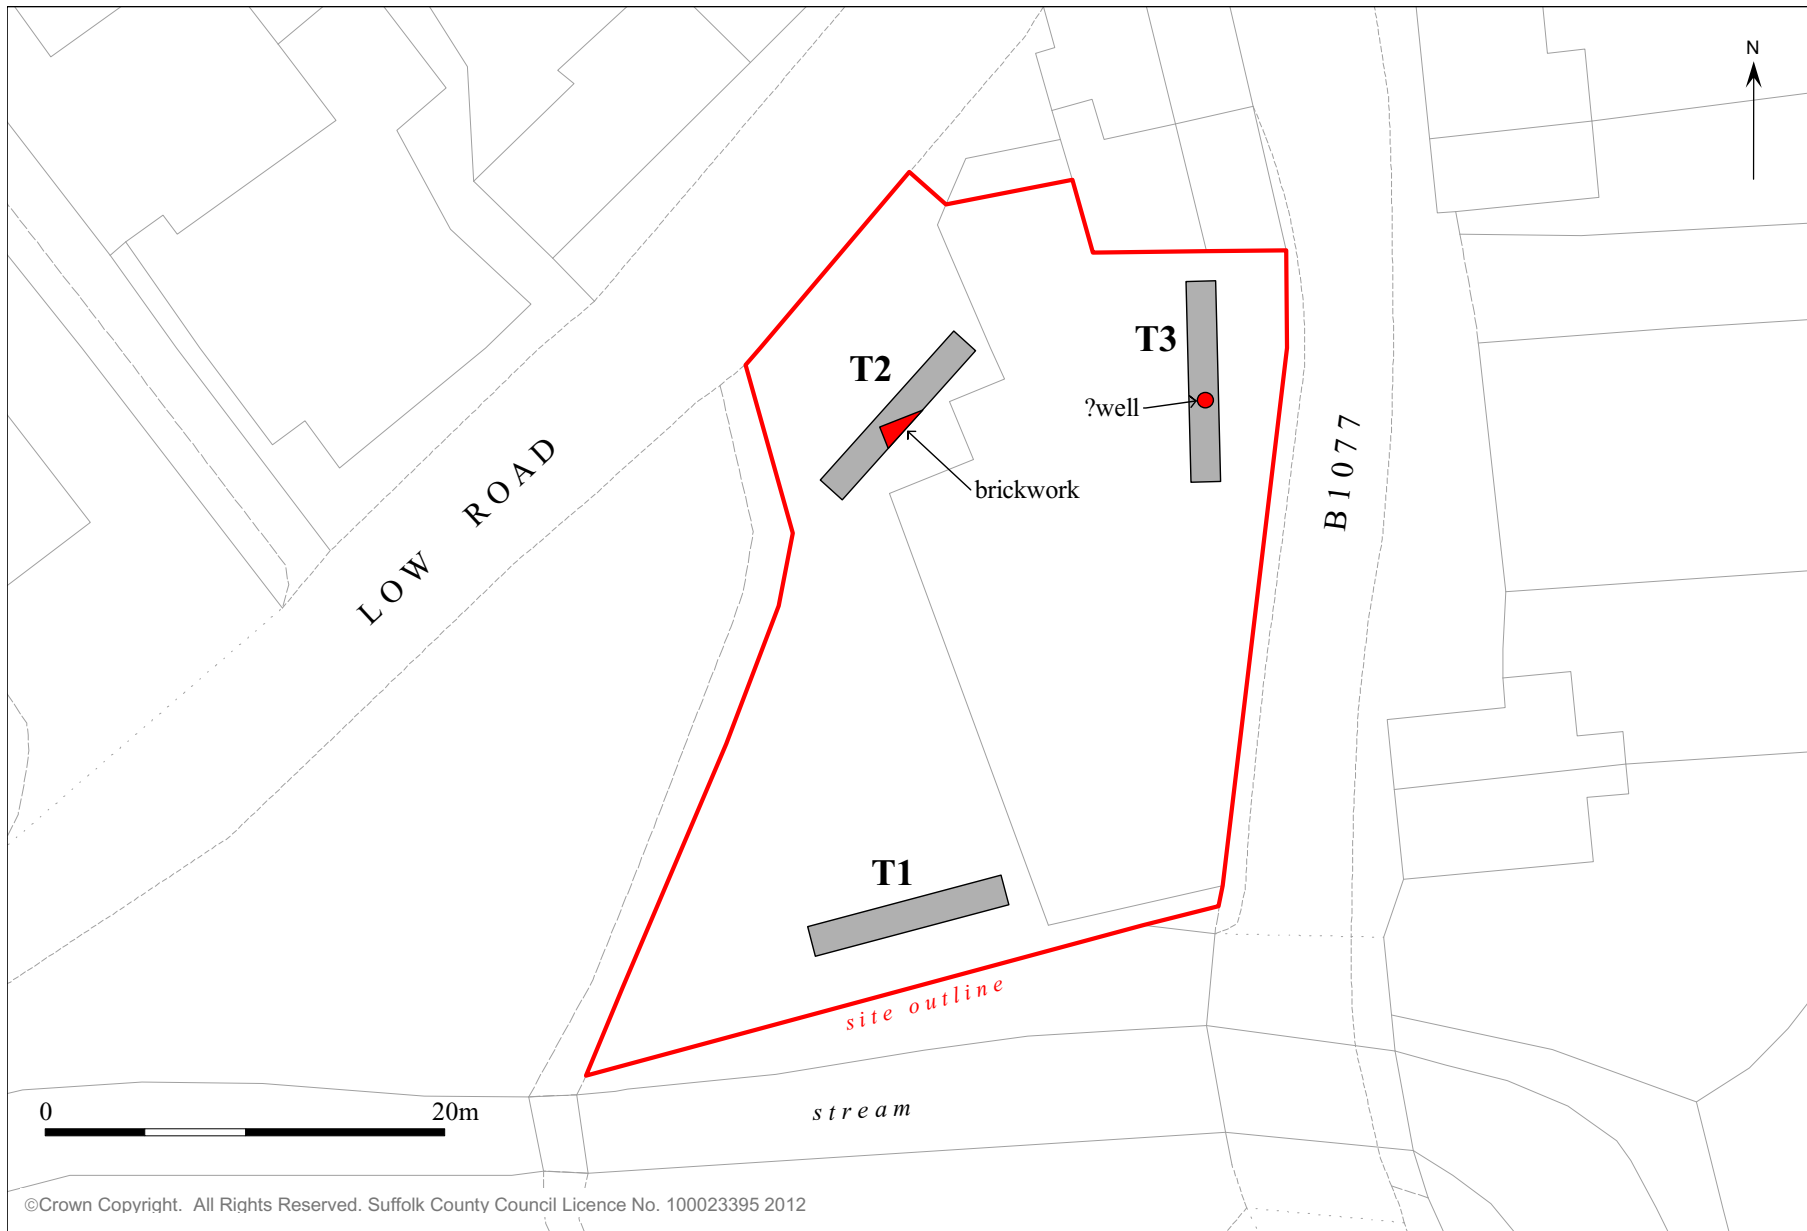 N
T3
T2
?well
brickwork
LOW ROAD
B1077
T1
site outline
0 20m
stream
©Crown Copyright. All Rights Reserved. Suffolk County Council Licence No. 100023395 2012